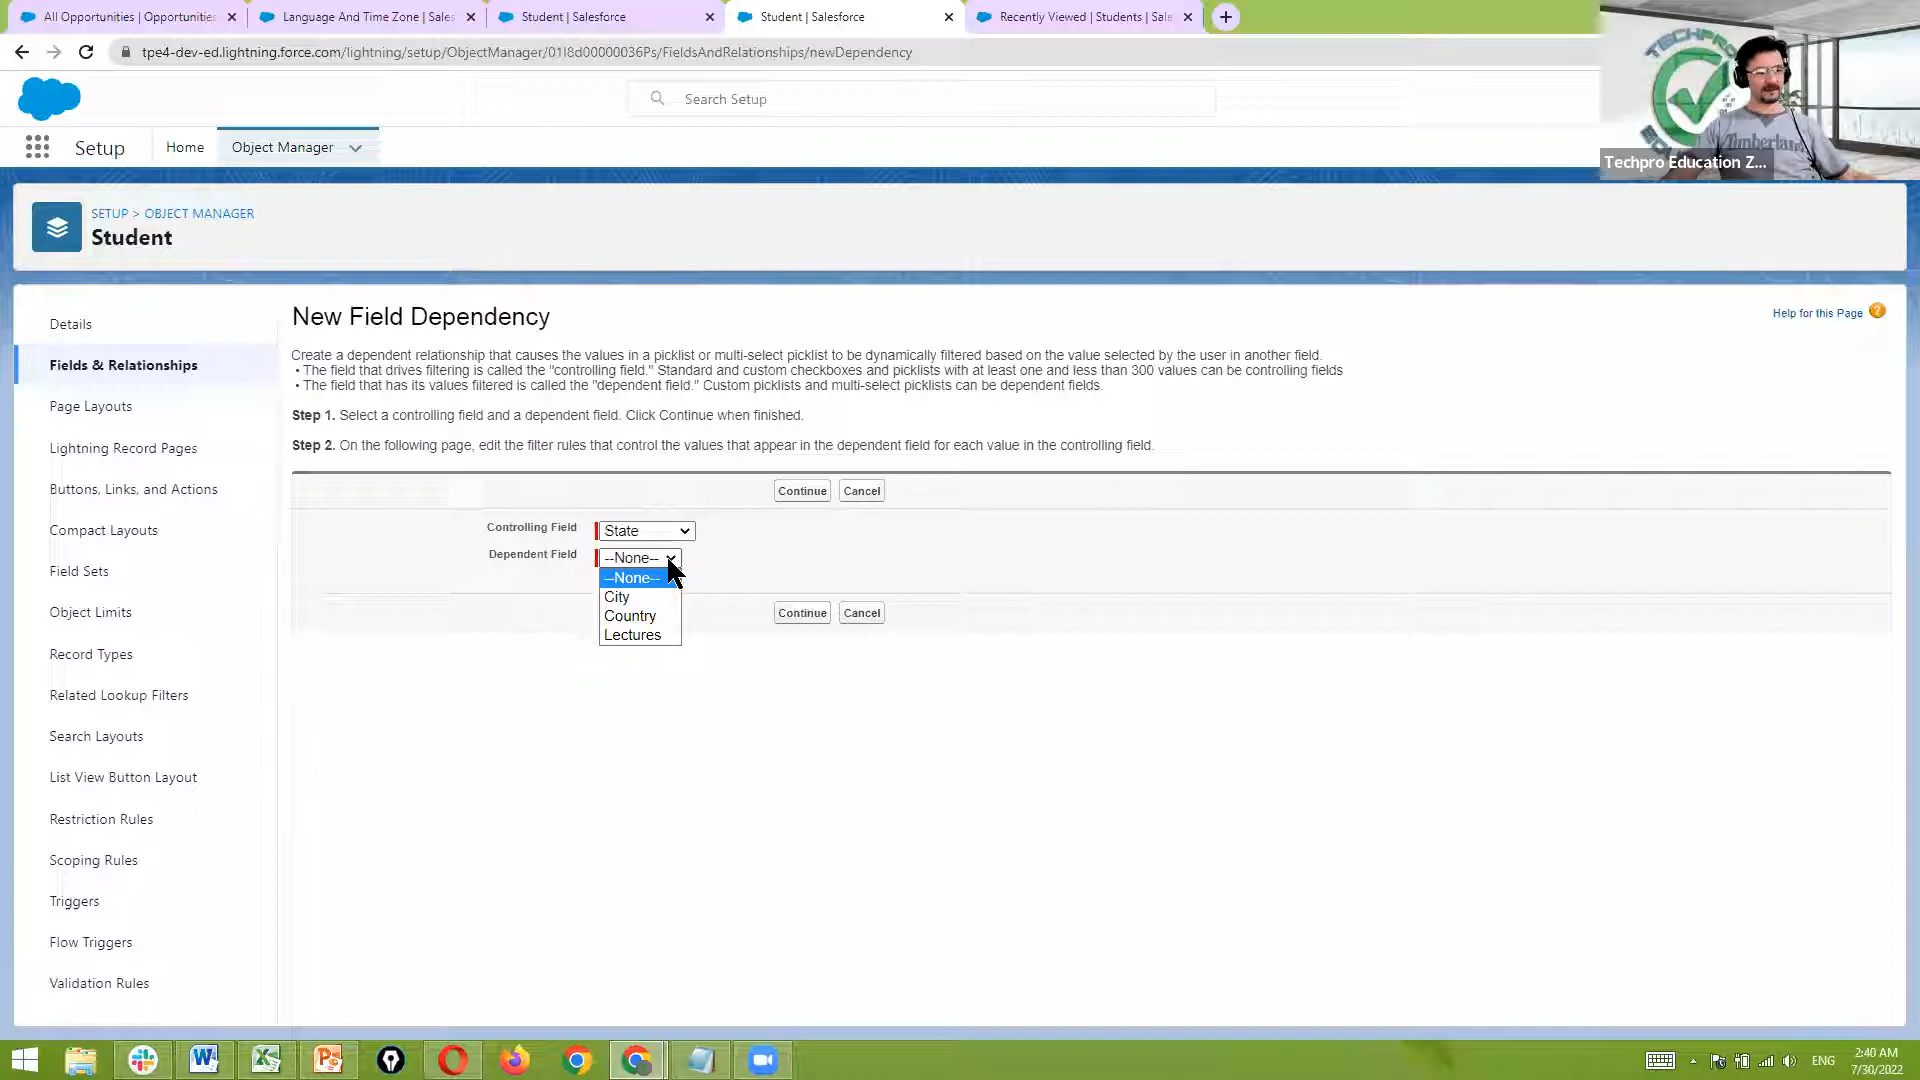 All Opportunities | Opportunities
Language And Time Zone | Sales
Student | Salesforce
Student | Salesforce
Recently Viewed | Students | Sale
tpe4-dev-ed.lightning.force.com/lightning/setup/ObjectManager/01I8d00000036Ps/FieldsAndRelationships/newDependency
Search Setup
TECHPRO
Timberland
Techpro Education Z...
Setup
Home
Object Manager
SETUP > OBJECT MANAGER
Student
Details
Fields & Relationships
Page Layouts
Lightning Record Pages
Buttons, Links, and Actions
Compact Layouts
Field Sets
Object Limits
Record Types
Related Lookup Filters
Search Layouts
List View Button Layout
Restriction Rules
Scoping Rules
Triggers
Flow Triggers
Validation Rules
New Field Dependency
Help for this Page
Create a dependent relationship that causes the values in a picklist or multi-select picklist to be dynamically filtered based on the value selected by the user in another field.
• The field that drives filtering is called the "controlling field." Standard and custom checkboxes and picklists with at least one and less than 300 values can be controlling fields
• The field that has its values filtered is called the "dependent field." Custom picklists and multi-select picklists can be dependent fields.
Step 1. Select a controlling field and a dependent field. Click Continue when finished.
Step 2. On the following page, edit the filter rules that control the values that appear in the dependent field for each value in the controlling field.
Continue Cancel
Controlling Field State
Dependent Field --None--
--None--
City
Country
Lectures
Continue Cancel
ENG
2:40 AM
7/30/2022